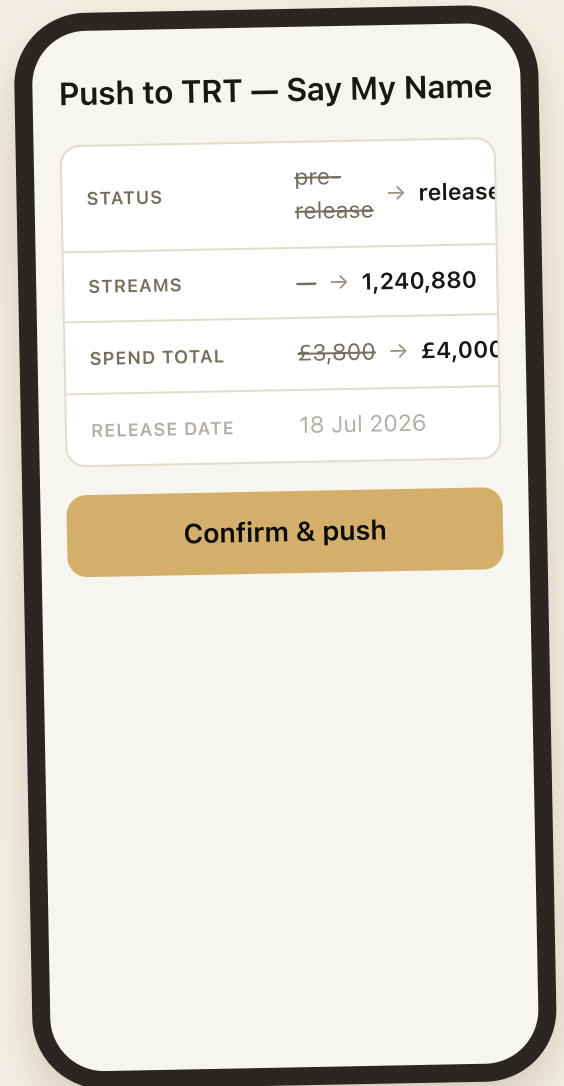 Push to TRT — Say My Name
STATUS pre-release → release
STREAMS — → 1,240,880
SPEND TOTAL £3,800 → £4,000
RELEASE DATE 18 Jul 2026
Confirm & push